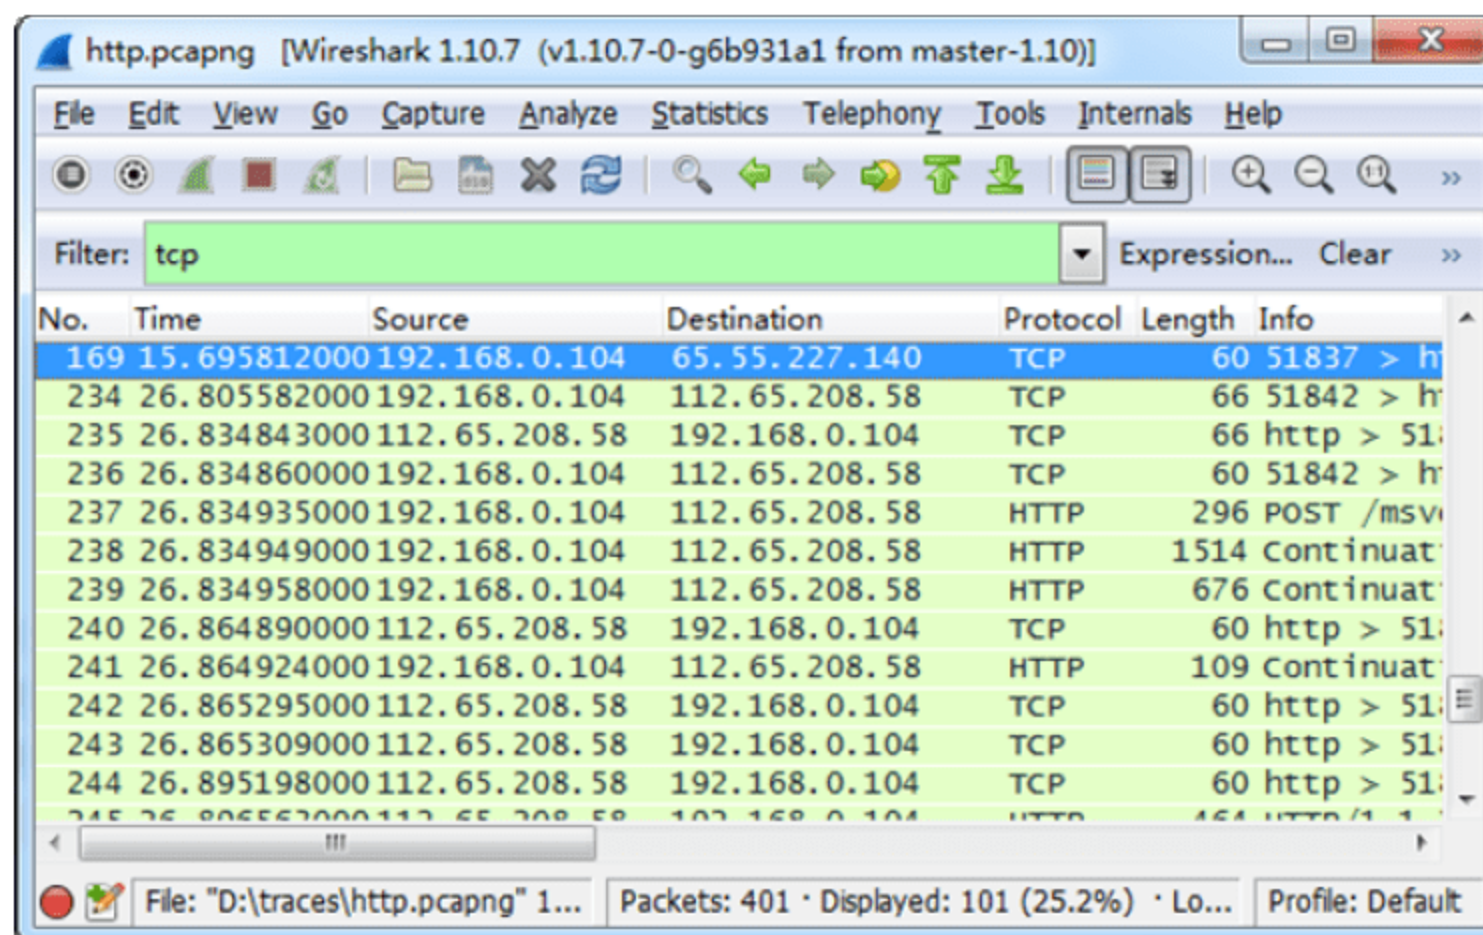 http.pcapng [Wireshark 1.10.7 (v1.10.7-0-g6b931a1 from master-1.10)]
File Edit View Go Capture Analyze Statistics Telephony Tools Internals Help
Filter: tcp Expression... Clear
No. Time Source Destination Protocol Length Info
169 15.695812000 192.168.0.104 65.55.227.140 TCP 60 51837 >
234 26.805582000 192.168.0.104 112.65.208.58 TCP 66 51842 >
235 26.834843000 112.65.208.58 192.168.0.104 TCP 66 http >
236 26.834860000 192.168.0.104 112.65.208.58 TCP 60 51842 >
237 26.834935000 192.168.0.104 112.65.208.58 HTTP 296 POST
238 26.834949000 192.168.0.104 112.65.208.58 HTTP 1514 Continuat
239 26.834958000 192.168.0.104 112.65.208.58 HTTP 676 Continuat
240 26.864890000 112.65.208.58 192.168.0.104 TCP 60 http >
241 26.864924000 192.168.0.104 112.65.208.58 HTTP 109 Continuat
242 26.865295000 112.65.208.58 192.168.0.104 TCP 60 http >
243 26.865309000 112.65.208.58 192.168.0.104 TCP 60 http >
244 26.895198000 112.65.208.58 192.168.0.104 TCP 60 http >
File: "D:\traces\http.pcapng" 1... Packets: 401 · Displayed: 101 (25.2%) · Lo... Profile: Default